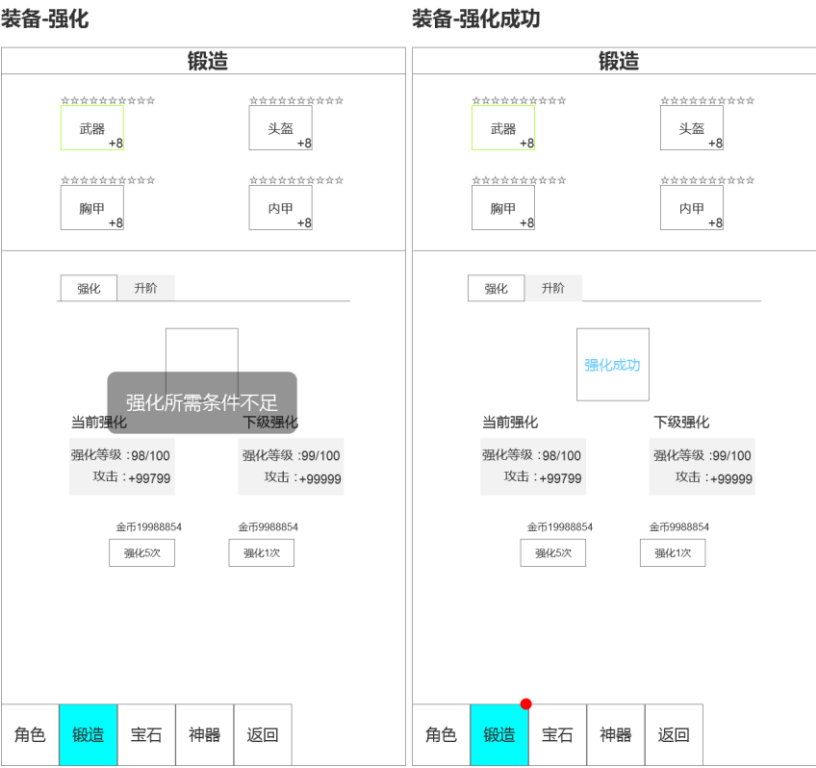 装备-强化
锻造
☆☆☆☆☆☆☆☆☆☆
武器
+8
☆☆☆☆☆☆☆☆☆☆
头盔
+8
☆☆☆☆☆☆☆☆☆☆
胸甲
+8
☆☆☆☆☆☆☆☆☆☆
内甲
+8
强化 升阶
强化所需条件不足
当前强化
强化等级 :98/100
攻击 :+99799
下级强化
强化等级 :99/100
攻击 :+99999
金币19988854
强化5次
金币9988854
强化1次
角色 锻造 宝石 神器 返回
装备-强化成功
锻造
☆☆☆☆☆☆☆☆☆☆
武器
+8
☆☆☆☆☆☆☆☆☆☆
头盔
+8
☆☆☆☆☆☆☆☆☆☆
胸甲
+8
☆☆☆☆☆☆☆☆☆☆
内甲
+8
强化 升阶
强化成功
当前强化
强化等级 :98/100
攻击 :+99799
下级强化
强化等级 :99/100
攻击 :+99999
金币19988854
强化5次
金币9988854
强化1次
角色 锻造 宝石 神器 返回